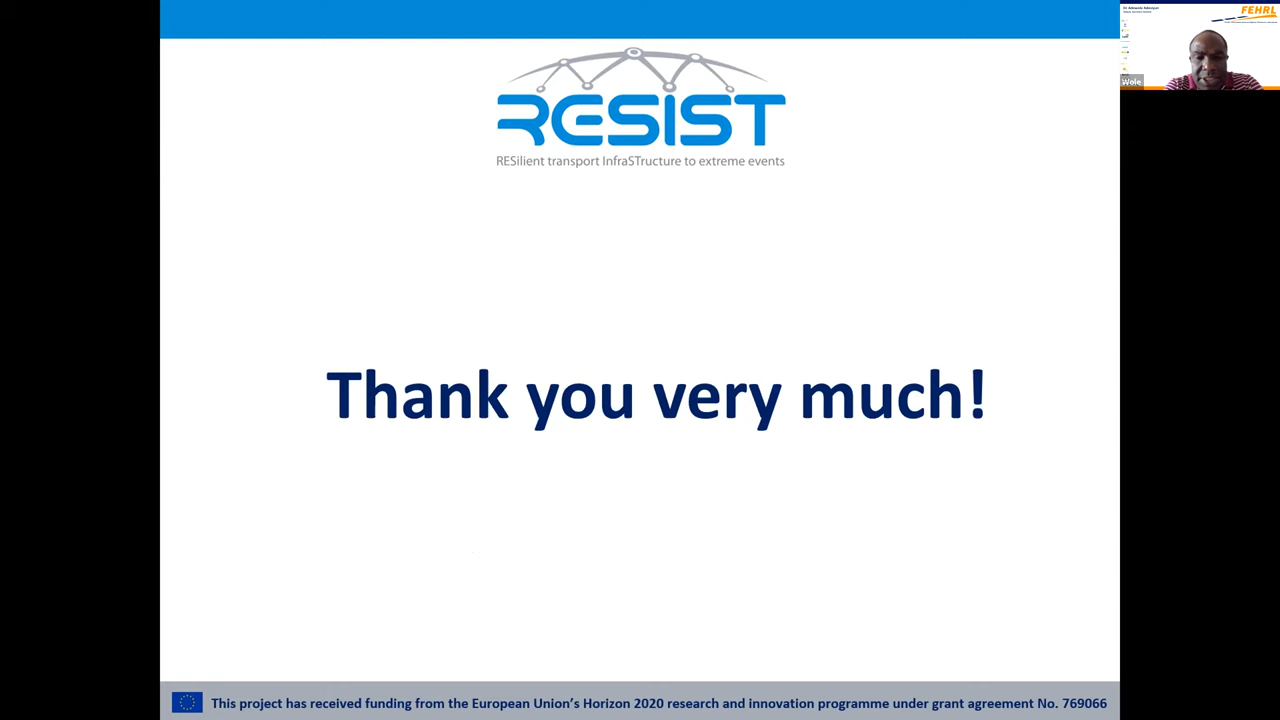 RESIST
RESilient transport InfraSTructure to extreme events
Thank you very much!
This project has received funding from the European Union's Horizon 2020 research and innovation programme under grant agreement No. 769066
FEHRL
Wole